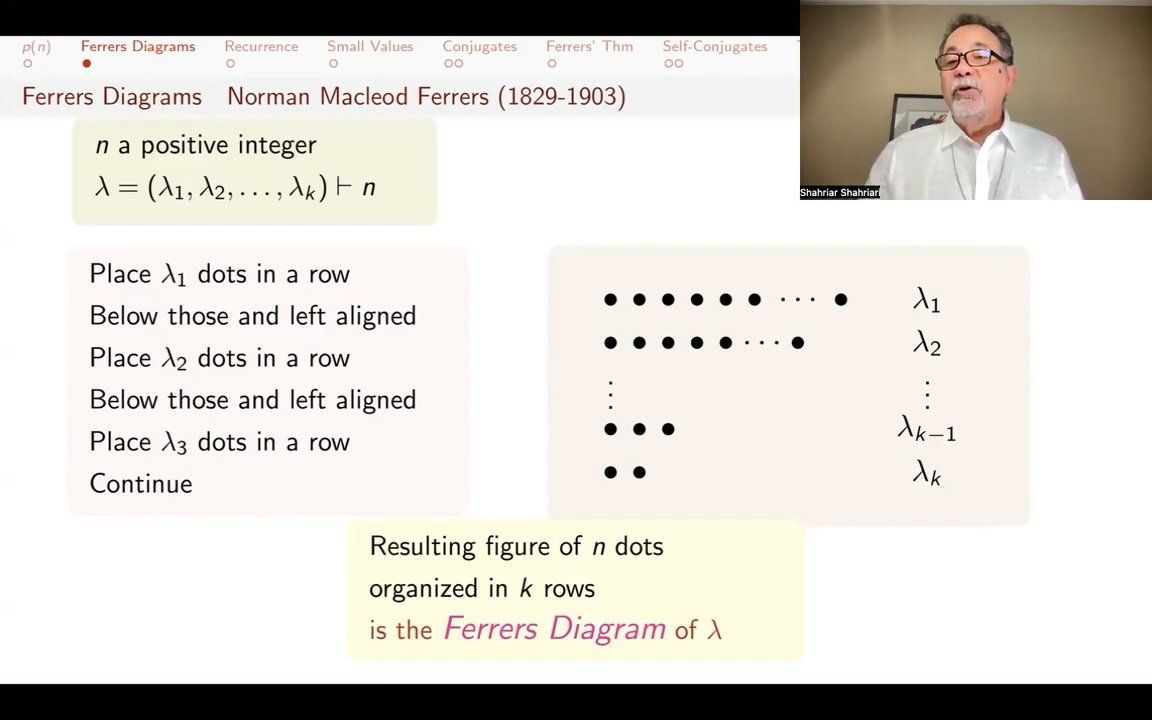 p(n) Ferrers Diagrams Recurrence Small Values Conjugates Ferrers' Thm Self-Conjugates
Ferrers Diagrams Norman Macleod Ferrers (1829-1903)
n a positive integer
λ = (λ₁, λ₂, . . . , λₖ) ⊢ n
Place λ₁ dots in a row
Below those and left aligned
Place λ₂ dots in a row
Below those and left aligned
Place λ₃ dots in a row
Continue
λ₁
λ₂
⋮
λₖ₋₁
λₖ
Resulting figure of n dots
organized in k rows
is the Ferrers Diagram of λ
Shahriar Shahriari